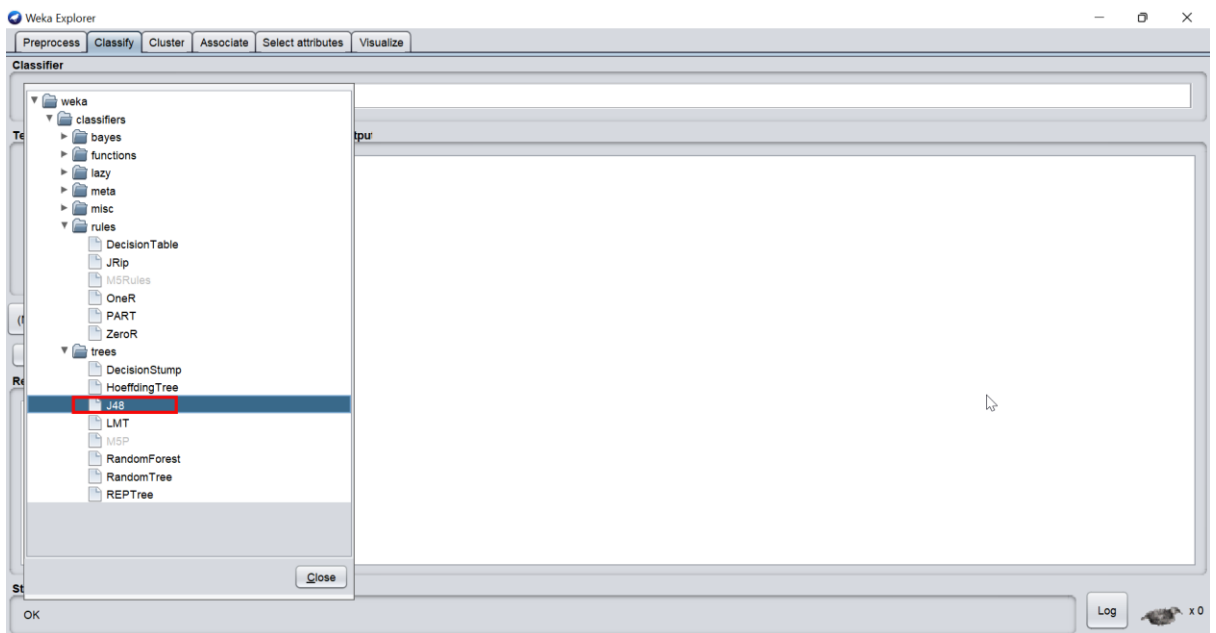 Weka Explorer
Preprocess Classify Cluster Associate Select attributes Visualize
Classifier
weka
classifiers
bayes
functions
lazy
meta
misc
rules
DecisionTable
JRip
M5Rules
OneR
PART
ZeroR
trees
DecisionStump
HoeffdingTree
J48
LMT
M5P
RandomForest
RandomTree
REPTree
Close
OK
Log
x 0